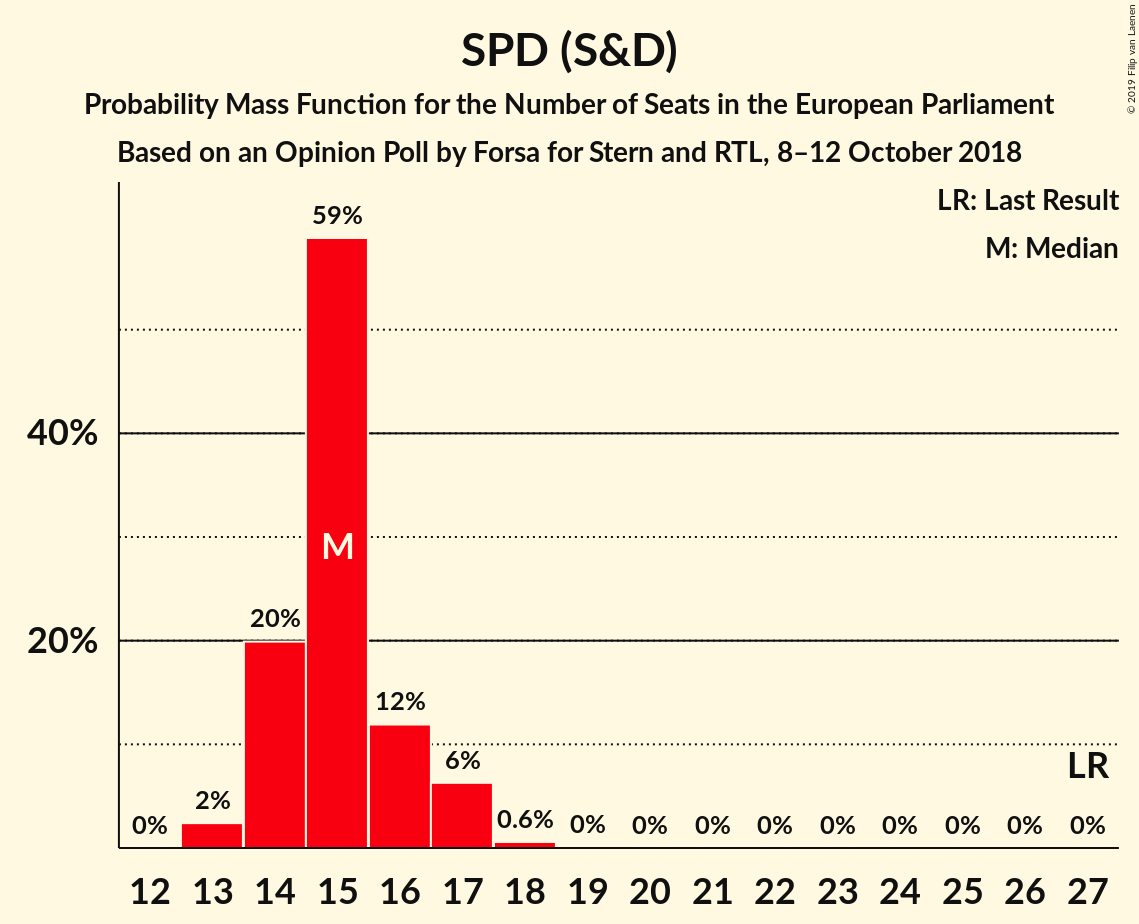 SPD (S&D)
Probability Mass Function for the Number of Seats in the European Parliament
Based on an Opinion Poll by Forsa for Stern and RTL, 8–12 October 2018
© 2019 Filip van Laenen
LR: Last Result
M: Median
59%
40%
M
20%
20%
12%
LR
6%
2%
0%
0.6%
0%
0%
0%
0%
0%
0%
0%
0%
0%
12 13 14 15 16 17 18 19 20 21 22 23 24 25 26 27